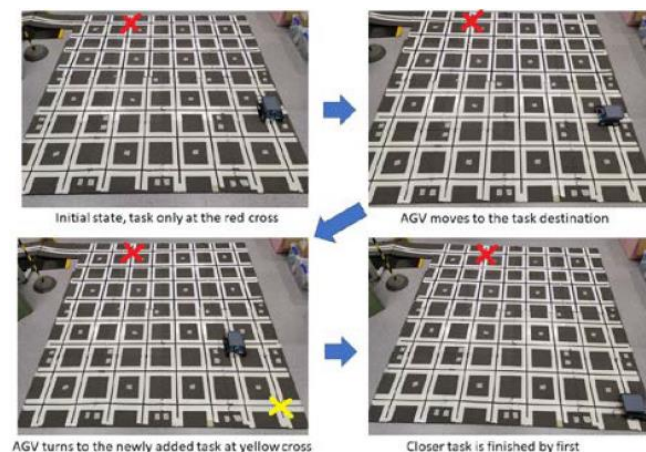 Initial state, task only at the red cross
AGV moves to the task destination
AGV turns to the newly added task at yellow cross
Closer task is finished by first